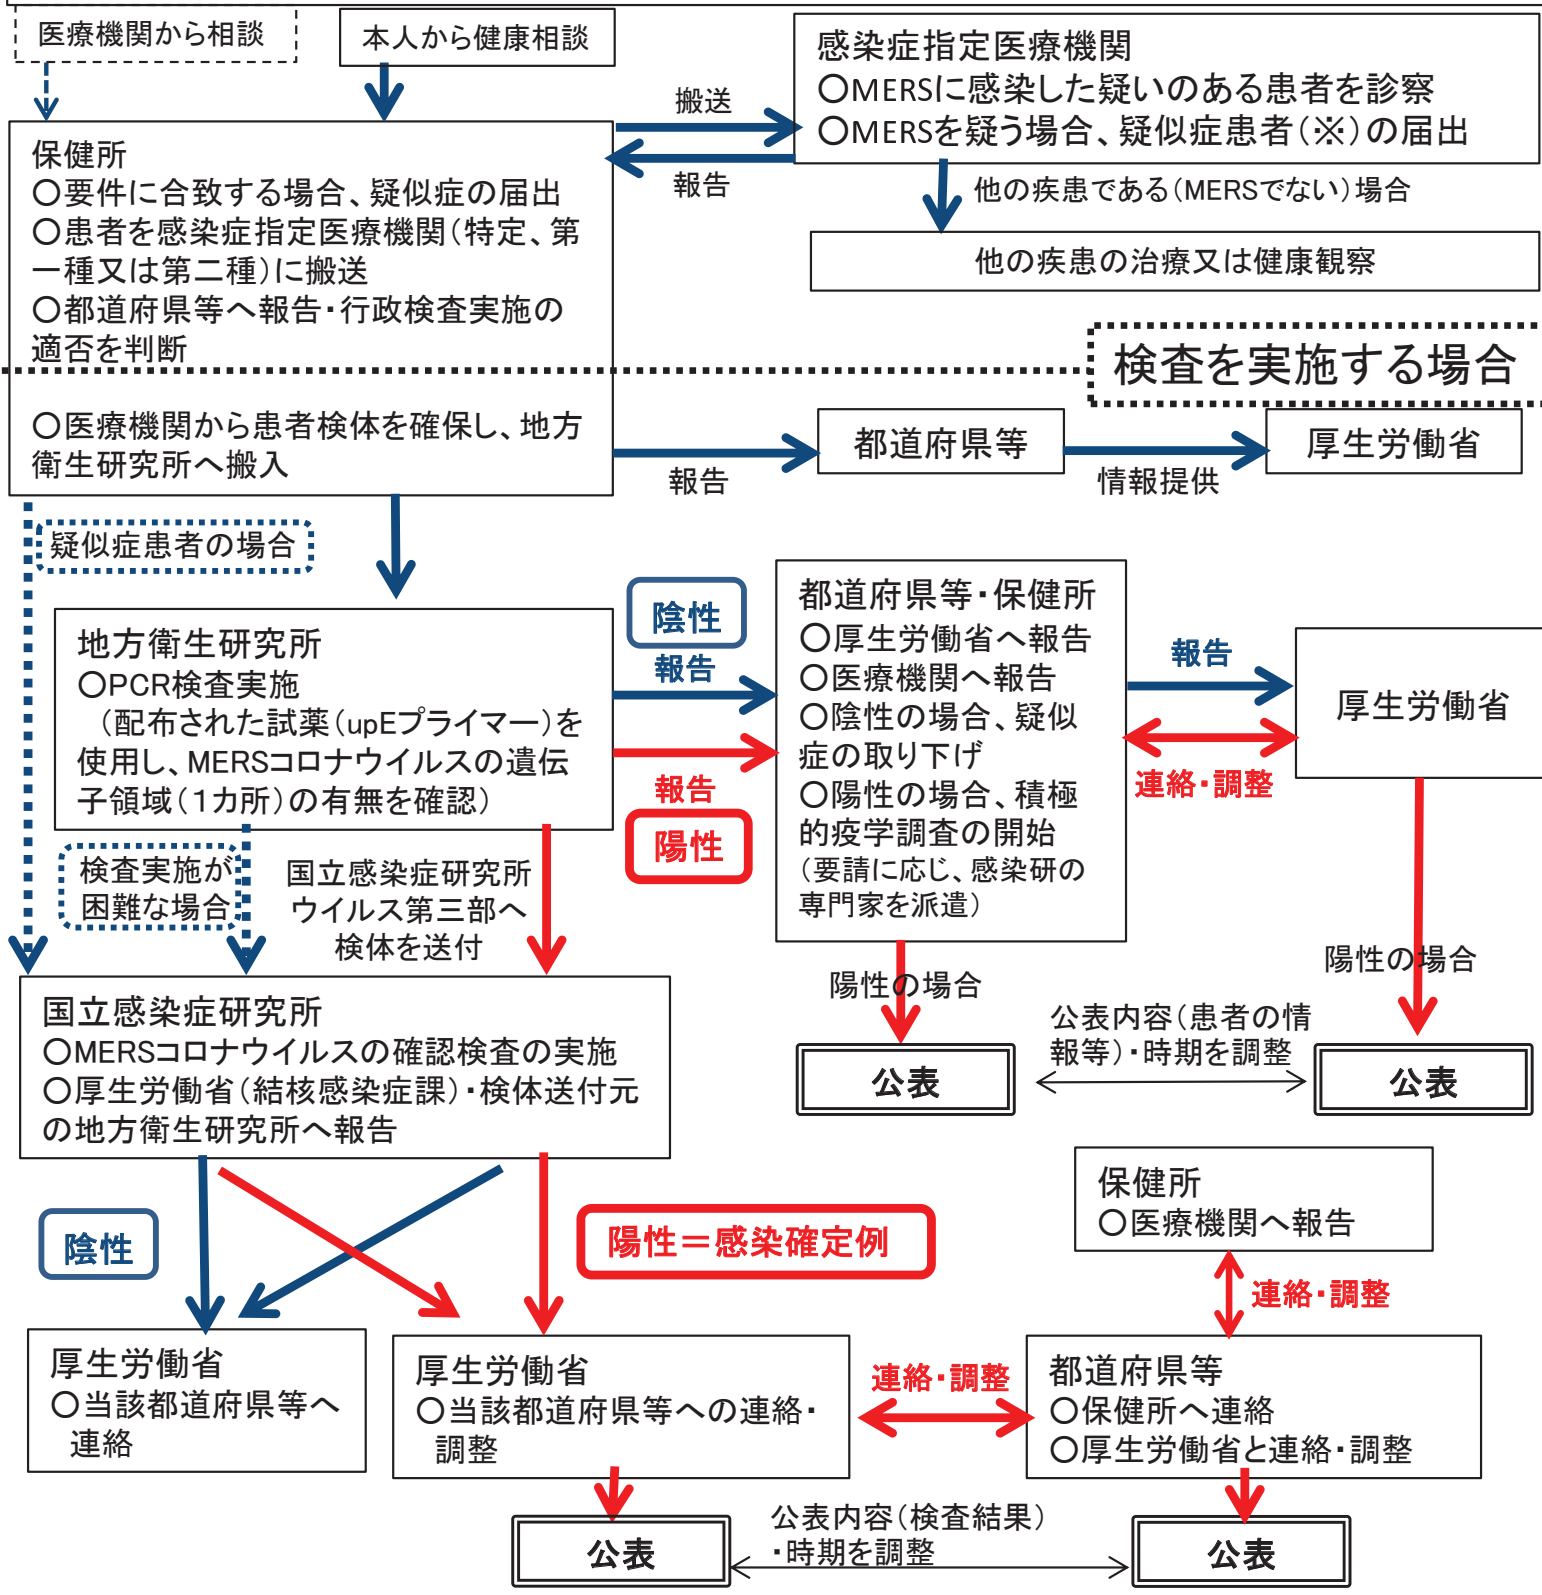 医療機関から相談
本人から健康相談
感染症指定医療機関
○MERSに感染した疑いのある患者を診察
○MERSを疑う場合、疑似症患者(※)の届出
搬送
報告
保健所
○要件に合致する場合、疑似症の届出
○患者を感染症指定医療機関(特定、第
一種又は第二種)に搬送
○都道府県等へ報告・行政検査実施の
適否を判断
○医療機関から患者検体を確保し、地方
衛生研究所へ搬入
他の疾患である(MERSでない)場合
他の疾患の治療又は健康観察
検査を実施する場合
報告
都道府県等
情報提供
厚生労働省
疑似症患者の場合
地方衛生研究所
○PCR検査実施
(配布された試薬(upEプライマー)を
使用し、MERSコロナウイルスの遺伝
子領域(1カ所)の有無を確認)
陰性
報告
報告
陽性
都道府県等・保健所
○厚生労働省へ報告
○医療機関へ報告
○陰性の場合、疑似
症の取り下げ
○陽性の場合、積極
的疫学調査の開始
(要請に応じ、感染研の
専門家を派遣)
報告
連絡・調整
厚生労働省
検査実施が
困難な場合
国立感染症研究所
ウイルス第三部へ
検体を送付
陽性の場合
陽性の場合
公表内容(患者の情
報等)・時期を調整
公表
公表
国立感染症研究所
○MERSコロナウイルスの確認検査の実施
○厚生労働省(結核感染症課)・検体送付元
の地方衛生研究所へ報告
陰性
陽性=感染確定例
保健所
○医療機関へ報告
連絡・調整
厚生労働省
○当該都道府県等へ
連絡
厚生労働省
○当該都道府県等への連絡・
調整
連絡・調整
都道府県等
○保健所へ連絡
○厚生労働省と連絡・調整
公表
公表内容(検査結果)
・時期を調整
公表